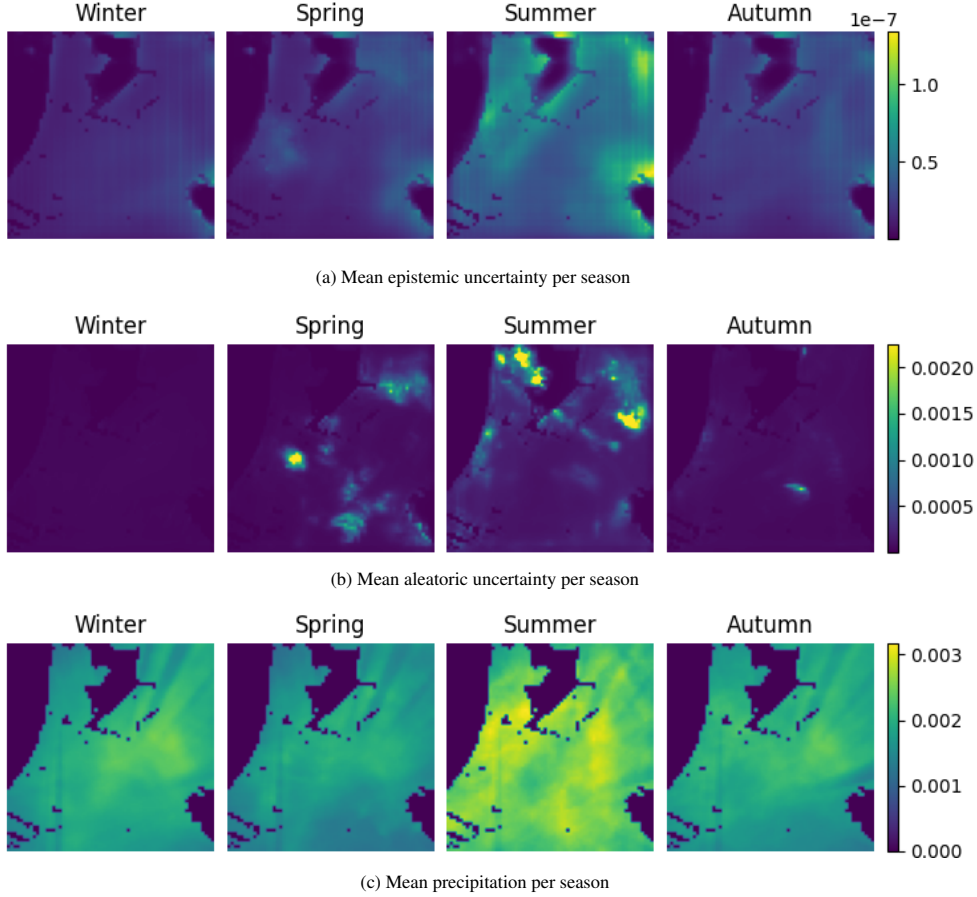 Winter Spring Summer Autumn
1e−7
1.0
0.5
(a) Mean epistemic uncertainty per season
Winter Spring Summer Autumn
0.0020
0.0015
0.0010
0.0005
(b) Mean aleatoric uncertainty per season
Winter Spring Summer Autumn
0.003
0.002
0.001
0.000
(c) Mean precipitation per season